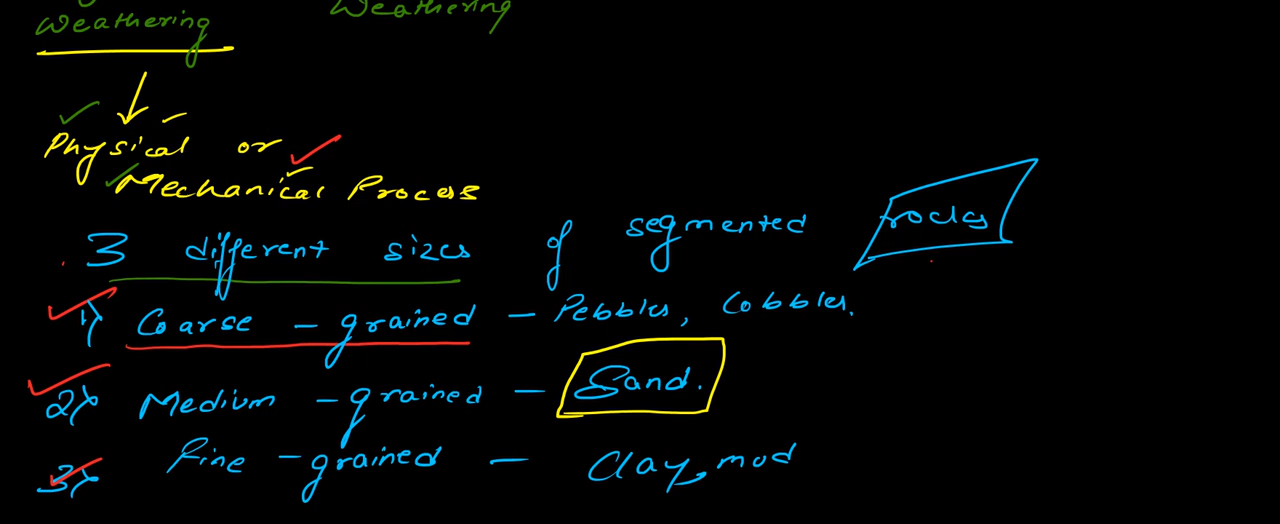 Weathering Weathering
Physical or
Mechanical Process
3 different sizes of segmented rocks
1) Coarse - grained - Pebbles, Cobbles.
2) Medium - grained - Sand.
3) Fine - grained - Clay, mud